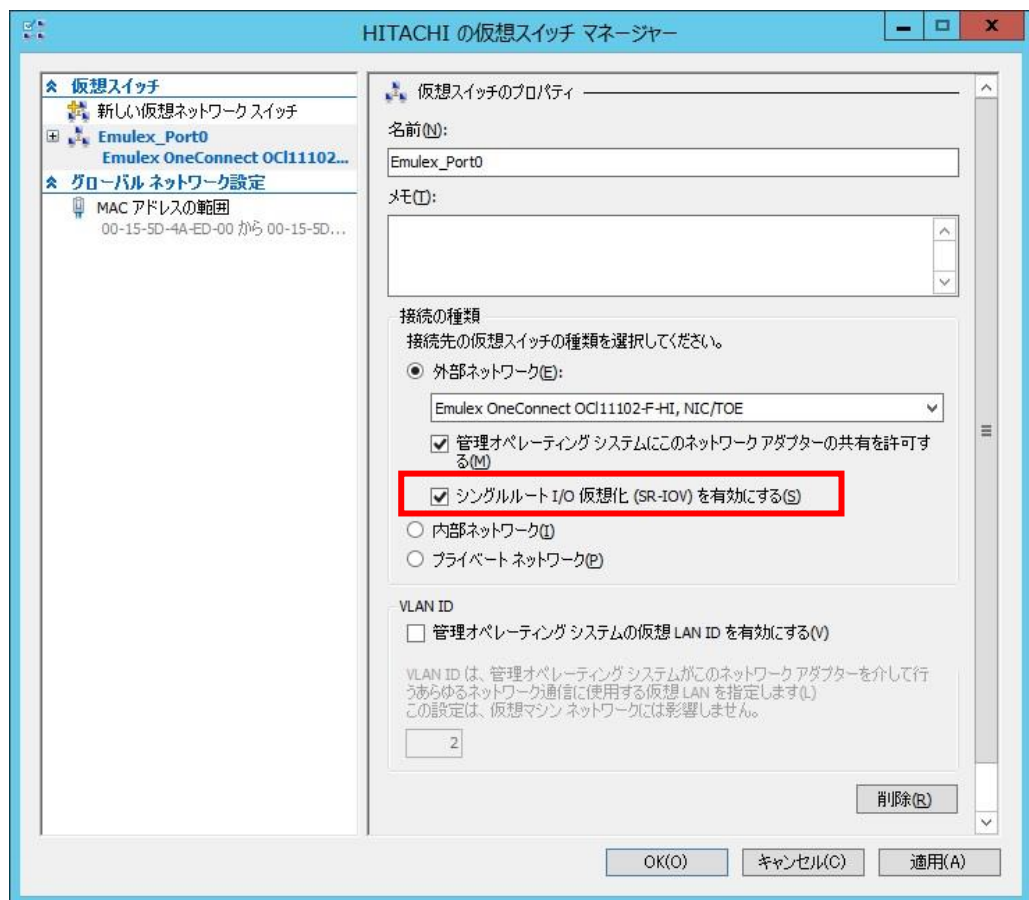 HITACHI の仮想スイッチ マネージャー
仮想スイッチ
新しい仮想ネットワーク スイッチ
Emulex_Port0
Emulex OneConnect OCl11102...
グローバル ネットワーク設定
MAC アドレスの範囲
00-15-5D-4A-ED-00 から 00-15-5D...
仮想スイッチのプロパティ
名前(N):
Emulex_Port0
メモ(T):
接続の種類
接続先の仮想スイッチの種類を選択してください。
外部ネットワーク(E):
Emulex OneConnect OCl11102-F-HI, NIC/TOE
管理オペレーティング システムにこのネットワーク アダプターの共有を許可す
る(M)
シングルルート I/O 仮想化 (SR-IOV) を有効にする(S)
内部ネットワーク(I)
プライベート ネットワーク(P)
VLAN ID
管理オペレーティング システムの仮想 LAN ID を有効にする(V)
VLAN ID は、管理オペレーティング システムがこのネットワーク アダプターを介して行
うあらゆるネットワーク通信に使用する仮想 LAN を指定します(L)
この設定は、仮想マシン ネットワークには影響しません。
2
削除(R)
OK(O)
キャンセル(C)
適用(A)